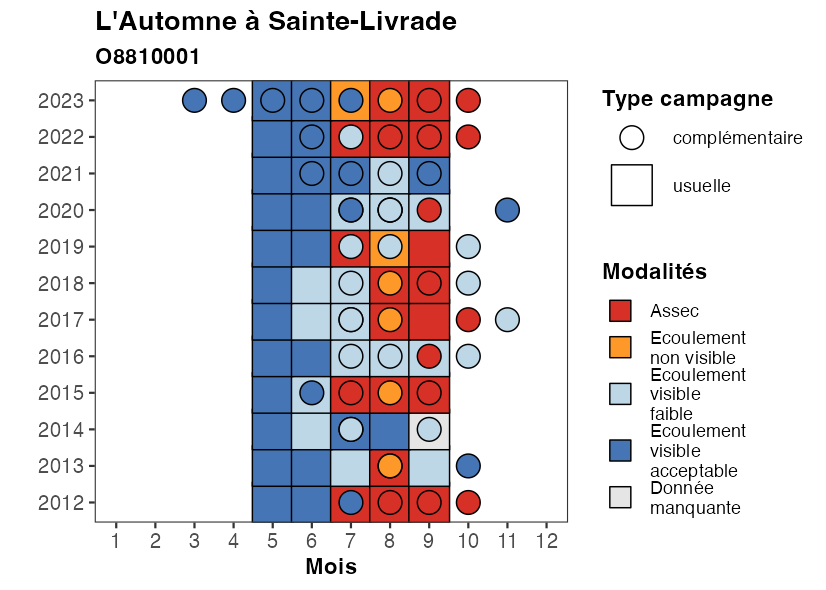 L'Automne à Sainte-Livrade
O8810001
2023
2022
2021
2020
2019
2018
2017
2016
2015
2014
2013
2012
1 2 3 4 5 6 7 8 9 10 11 12
Mois
Type campagne
complémentaire
usuelle
Modalités
Assec
Ecoulement
non visible
Ecoulement
visible
faible
Ecoulement
visible
acceptable
Donnée
manquante